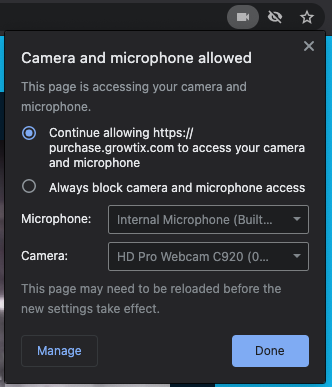 Camera and microphone allowed
This page is accessing your camera and
microphone.
Continue allowing https://
purchase.growtix.com to access your camera
and microphone
Always block camera and microphone access
Microphone: Internal Microphone (Built...
Camera: HD Pro Webcam C920 (0...
This page may need to be reloaded before the
new settings take effect.
Manage Done